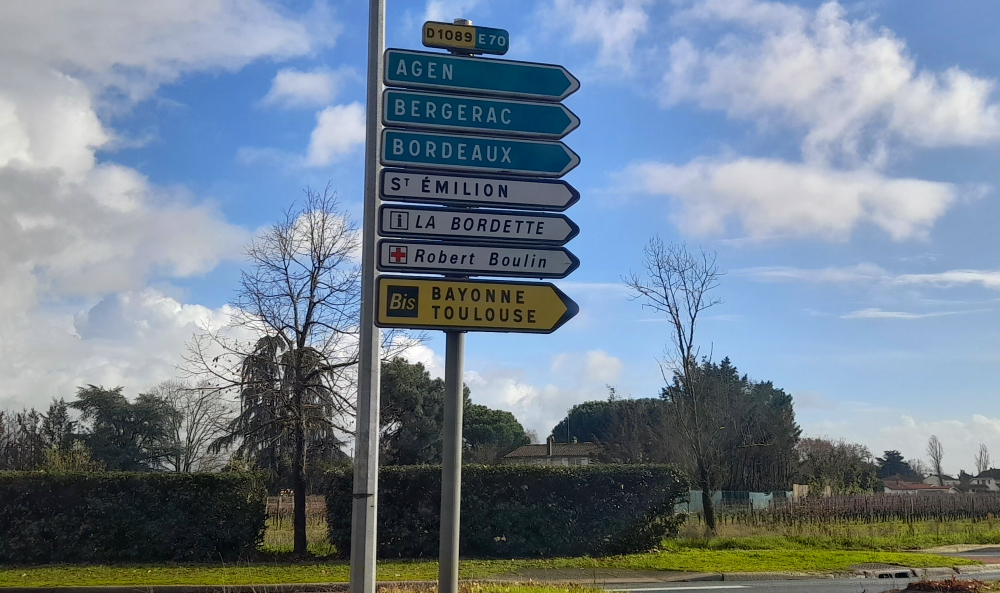 D1089 E70
AGEN
BERGERAC
BORDEAUX
ST ÉMILION
i LA BORDETTE
Robert Boulin
Bis BAYONNE
TOULOUSE